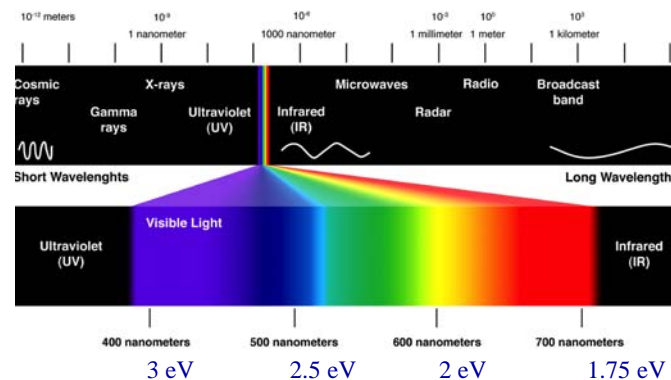 10-12 meters 10-9 10-6 10-3 100 103
1 nanometer 1000 nanometer 1 millimeter 1 meter 1 kilometer
Cosmic rays
X-rays
Microwaves
Radio
Broadcast band
Gamma rays
Ultraviolet (UV)
Infrared (IR)
Radar
Short Wavelenghts
Long Wavelength
Visible Light
Ultraviolet (UV)
Infrared (IR)
400 nanometers 500 nanometers 600 nanometers 700 nanometers
3 eV 2.5 eV 2 eV 1.75 eV